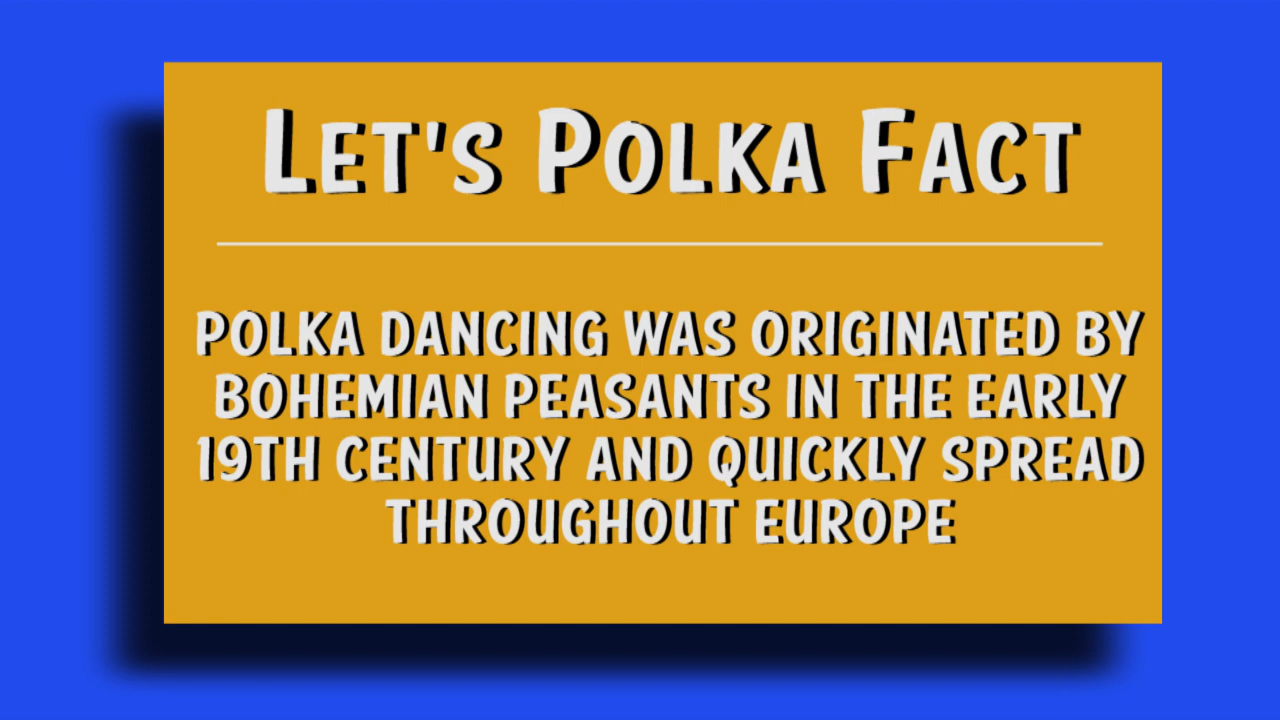 LET'S POLKA FACT
POLKA DANCING WAS ORIGINATED BY
BOHEMIAN PEASANTS IN THE EARLY
19TH CENTURY AND QUICKLY SPREAD
THROUGHOUT EUROPE